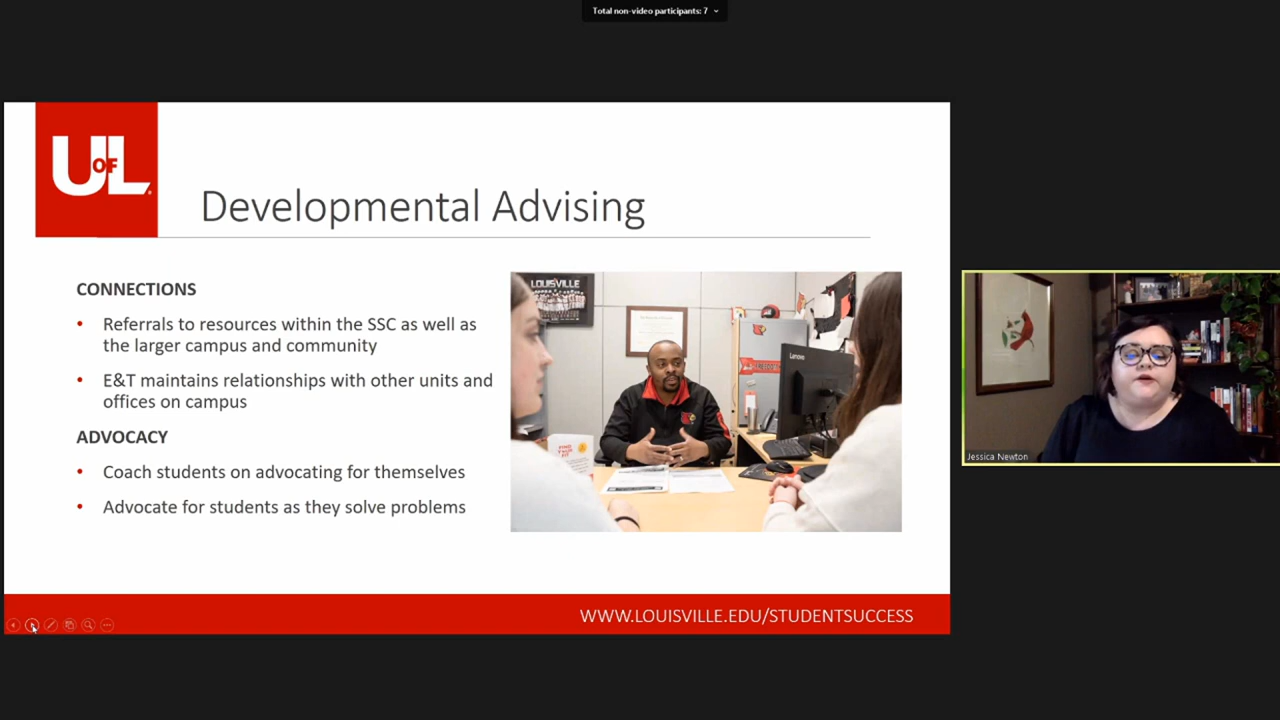 Total non-video participants: 7
UOFL
Developmental Advising
CONNECTIONS
• Referrals to resources within the SSC as well as
the larger campus and community
• E&T maintains relationships with other units and
offices on campus
ADVOCACY
• Coach students on advocating for themselves
• Advocate for students as they solve problems
LOUISVILLE
Lenovo
Jessica Newton
WWW.LOUISVILLE.EDU/STUDENTSUCCESS